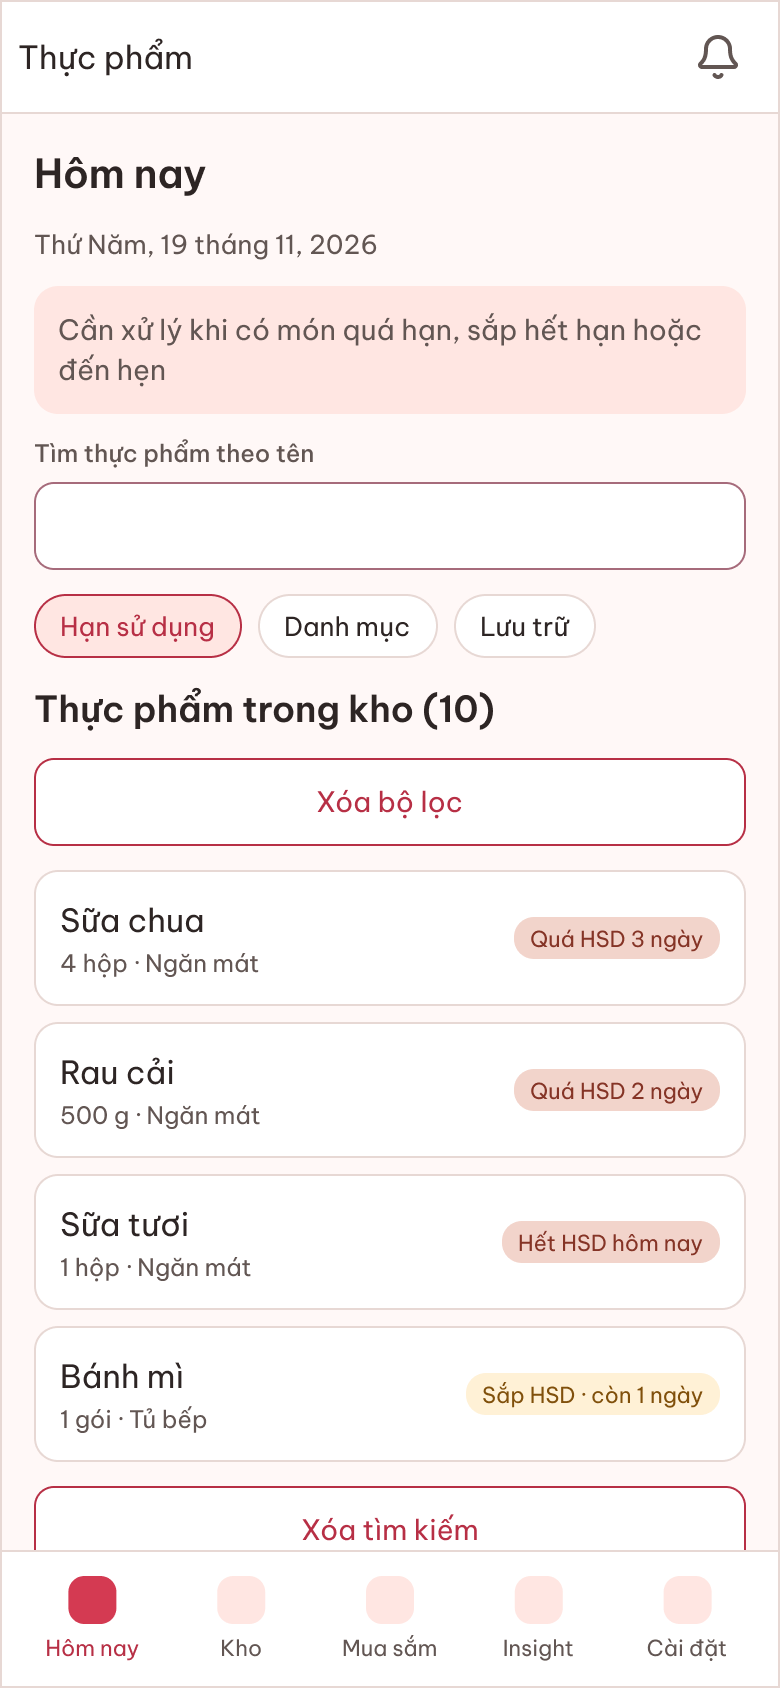 Thực phẩm
Hôm nay
Thứ Năm, 19 tháng 11, 2026
Cần xử lý khi có món quá hạn, sắp hết hạn hoặc
đến hẹn
Tìm thực phẩm theo tên
Hạn sử dụng
Danh mục
Lưu trữ
Thực phẩm trong kho (10)
Xóa bộ lọc
Sữa chua
4 hộp · Ngăn mát
Quá HSD 3 ngày
Rau cải
500 g · Ngăn mát
Quá HSD 2 ngày
Sữa tươi
1 hộp · Ngăn mát
Hết HSD hôm nay
Bánh mì
1 gói · Tủ bếp
Sắp HSD · còn 1 ngày
Xóa tìm kiếm
Hôm nay
Kho
Mua sắm
Insight
Cài đặt